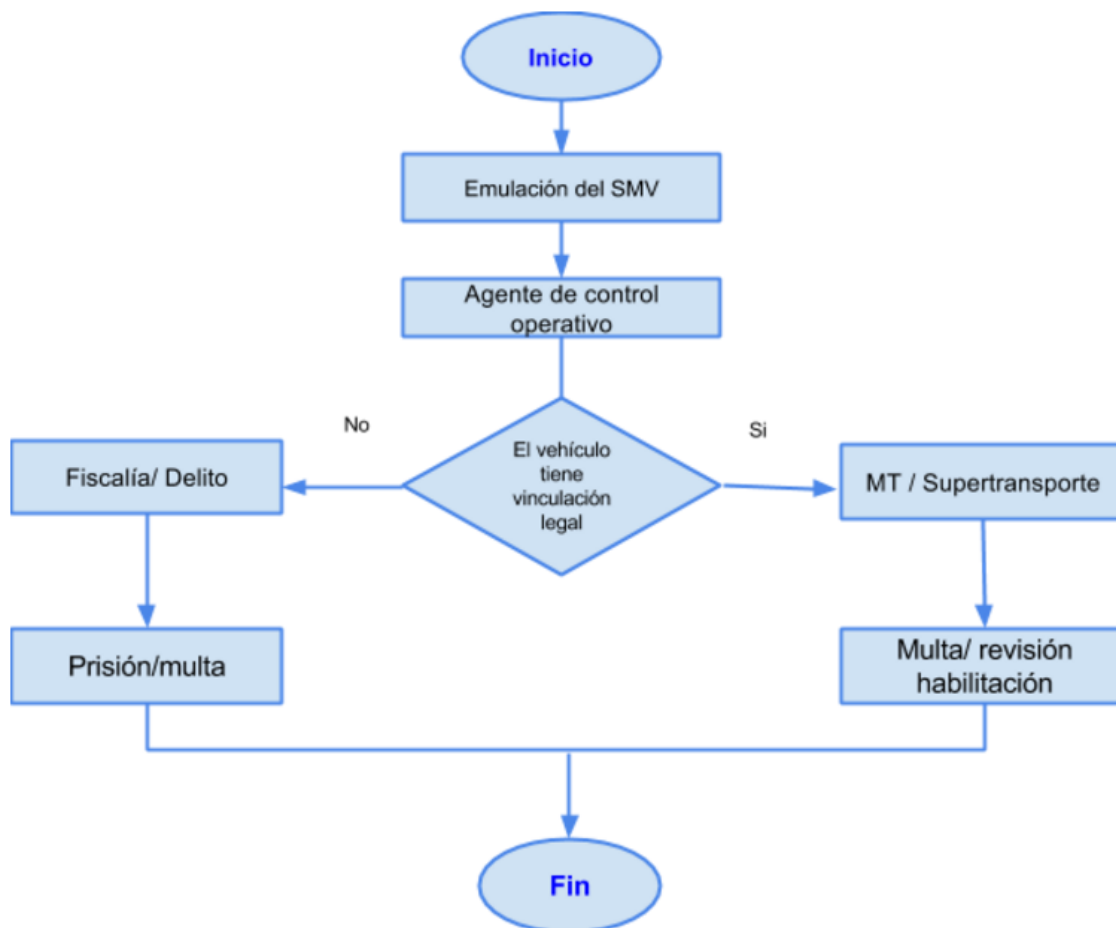 Inicio
Emulación del SMV
Agente de control
operativo
No
Si
El vehículo
tiene
vinculación
legal
Fiscalía/ Delito
MT / Supertransporte
Prisión/multa
Multa/ revisión
habilitación
Fin